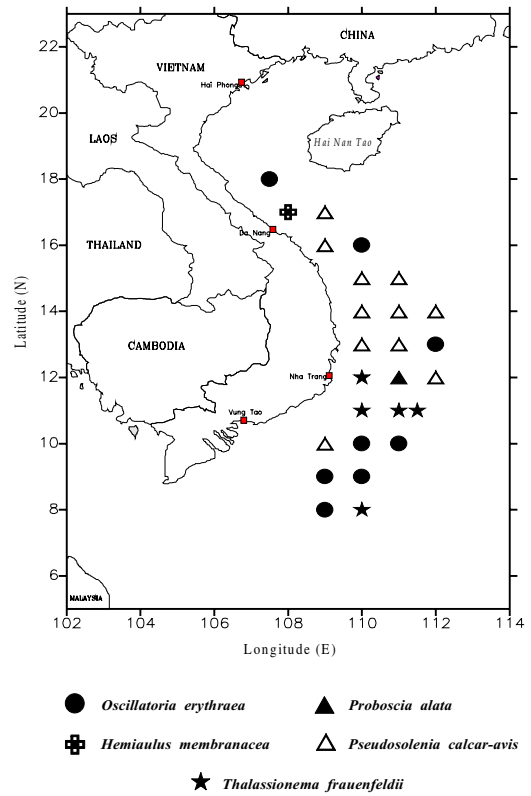 CHINA
22
VIETNAM
Hai Phong
20
LAOS
Hai Nan Tao
18
Da Nang
16
THAILAND
Latitude (N)
14
CAMBODIA
Nha Trang
12
Vung Tao
10
8
6
MALAYSIA
102 104 106 108 110 112 114
Longitude (E)
Oscillatoria erythraea
Proboscia alata
Hemiaulus membranacea
Pseudosolenia calcar-avis
Thalassionema frauenfeldii